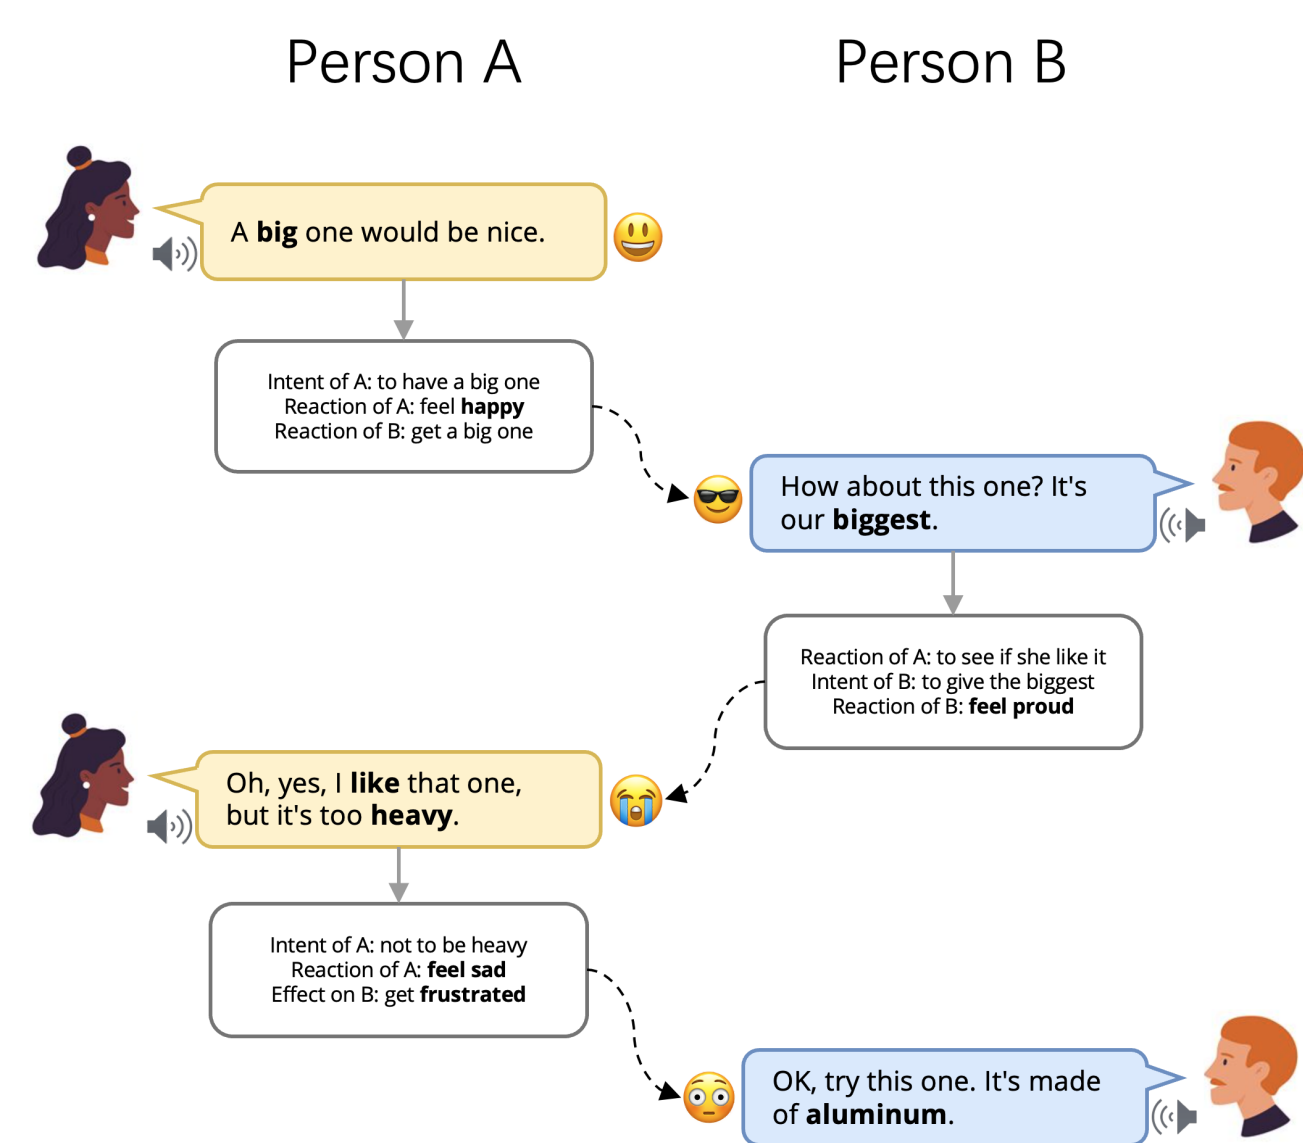 Person A
Person B
A big one would be nice.
Intent of A: to have a big one
Reaction of A: feel happy
Reaction of B: get a big one
How about this one? It's
our biggest.
Reaction of A: to see if she like it
Intent of B: to give the biggest
Reaction of B: feel proud
Oh, yes, I like that one,
but it's too heavy.
Intent of A: not to be heavy
Reaction of A: feel sad
Effect on B: get frustrated
OK, try this one. It's made
of aluminum.